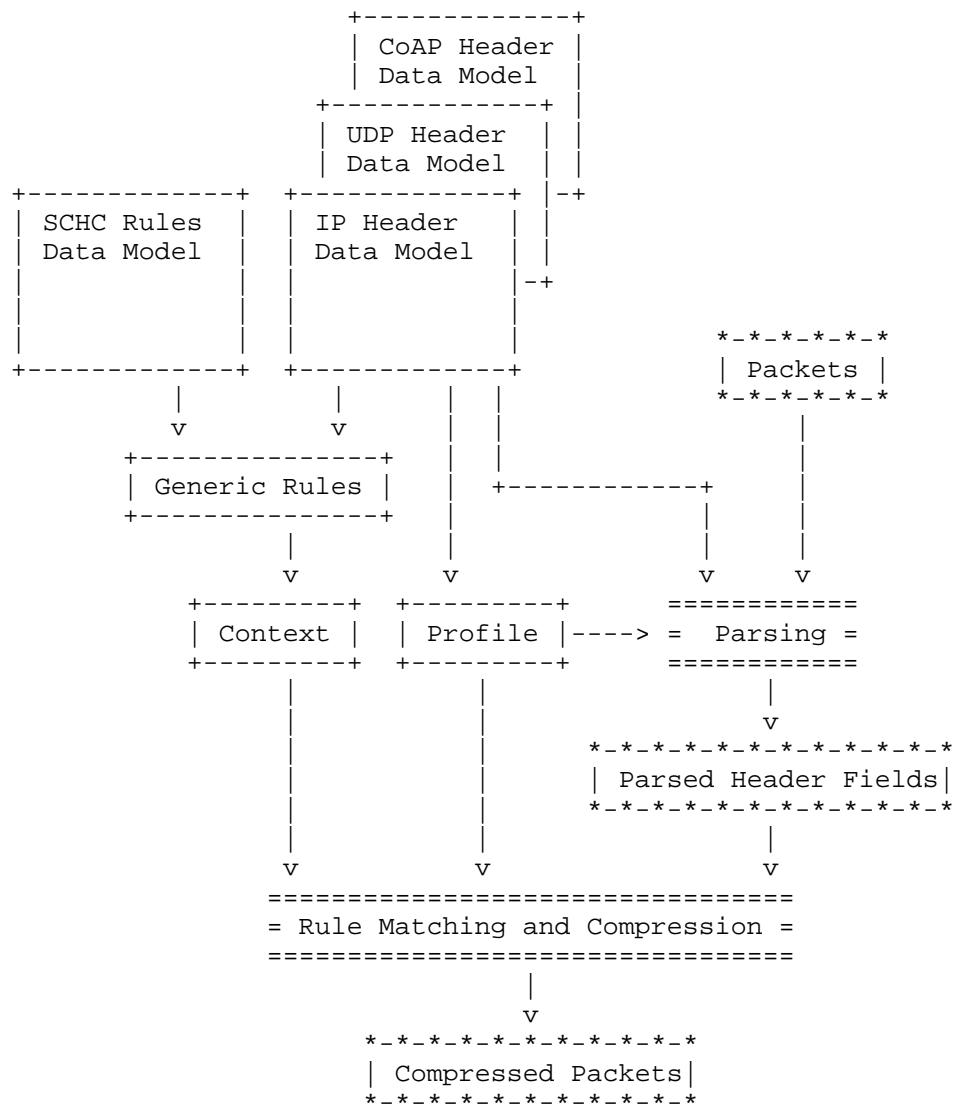 CoAP Header
Data Model
UDP Header
Data Model
SCHC Rules
Data Model
IP Header
Data Model
Packets
Generic Rules
Context
Profile
Parsing
Parsed Header Fields
Rule Matching and Compression
Compressed Packets